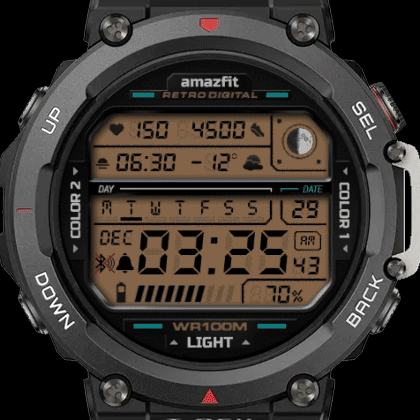 amazfit
RETRO DIGITAL
UP
SEL
150 4500
06:30 -12°
DAY
DATE
M T W T F S S 29
COLOR 2
COLOR 1
DEC 03:25 AM
43
70%
DOWN
BACK
WR100M
LIGHT